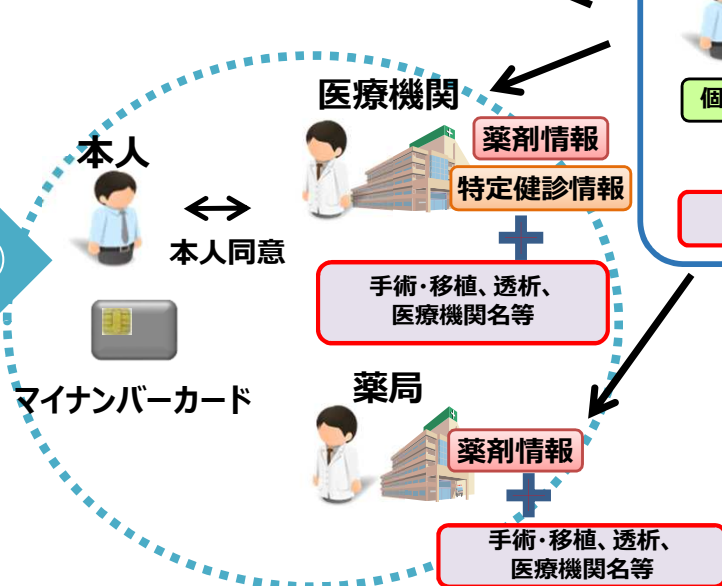 医療機関
薬剤情報
特定健診情報
本人
本人同意
手術・移植、透析、
医療機関名等
マイナンバーカード
薬局
薬剤情報
手術・移植、透析、
医療機関名等
個